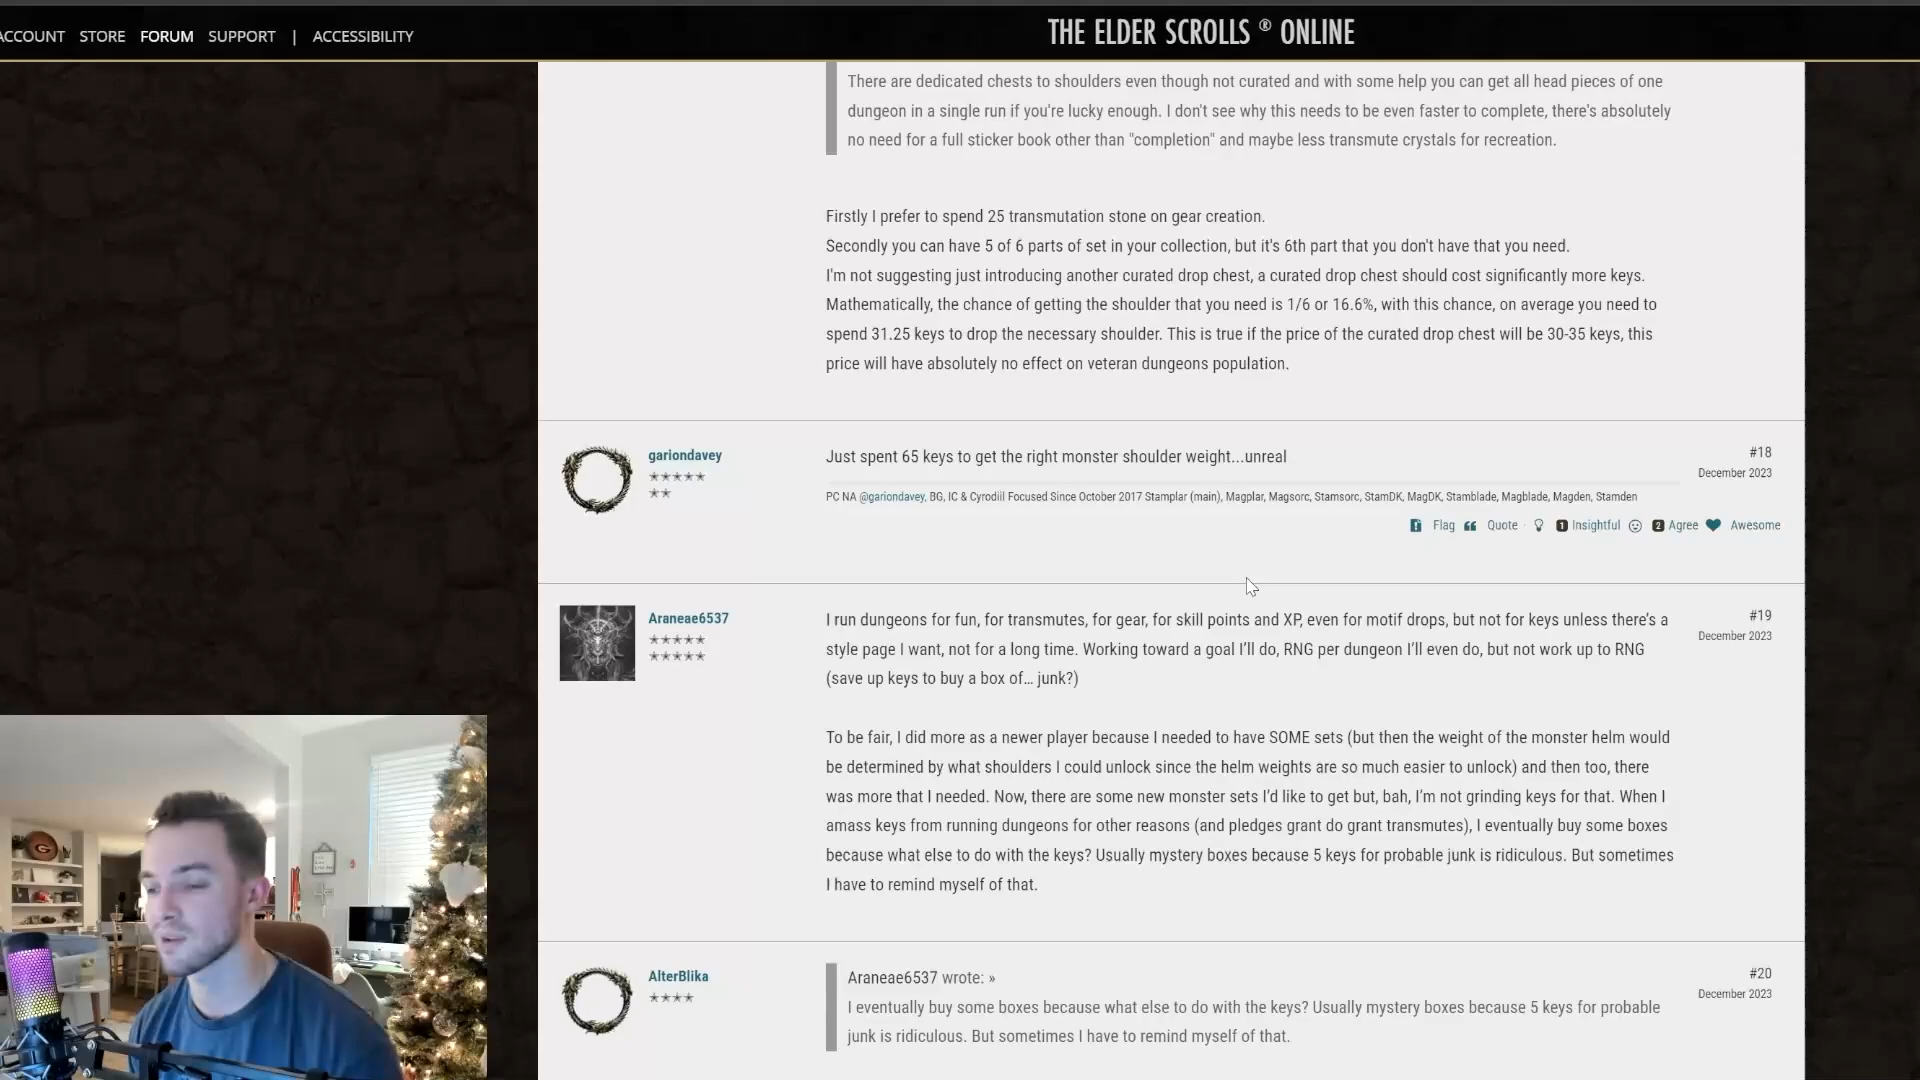 ACCOUNT STORE FORUM SUPPORT | ACCESSIBILITY
THE ELDER SCROLLS ® ONLINE
There are dedicated chests to shoulders even though not curated and with some help you can get all head pieces of one
dungeon in a single run if you're lucky enough. I don't see why this needs to be even faster to complete, there's absolutely
no need for a full sticker book other than "completion" and maybe less transmute crystals for recreation.
Firstly I prefer to spend 25 transmutation stone on gear creation.
Secondly you can have 5 of 6 parts of set in your collection, but it's 6th part that you don't have that you need.
I'm not suggesting just introducing another curated drop chest, a curated drop chest should cost significantly more keys.
Mathematically, the chance of getting the shoulder that you need is 1/6 or 16.6%, with this chance, on average you need to
spend 31.25 keys to drop the necessary shoulder. This is true if the price of the curated drop chest will be 30-35 keys, this
price will have absolutely no effect on veteran dungeons population.
gariondavey
Just spent 65 keys to get the right monster shoulder weight...unreal
#18
December 2023
PC NA @gariondavey, BG, IC & Cyrodiil Focused Since October 2017 Stamplar (main), Magplar, Magsorc, Stamsorc, StamDK, MagDK, Stamblade, Magblade, Magden, Stamden
Flag Quote · 1 Insightful 2 Agree Awesome
Araneae6537
#19
December 2023
I run dungeons for fun, for transmutes, for gear, for skill points and XP, even for motif drops, but not for keys unless there’s a
style page I want, not for a long time. Working toward a goal I’ll do, RNG per dungeon I’ll even do, but not work up to RNG
(save up keys to buy a box of… junk?)
To be fair, I did more as a newer player because I needed to have SOME sets (but then the weight of the monster helm would
be determined by what shoulders I could unlock since the helm weights are so much easier to unlock) and then too, there
was more that I needed. Now, there are some new monster sets I’d like to get but, bah, I’m not grinding keys for that. When I
amass keys from running dungeons for other reasons (and pledges grant do grant transmutes), I eventually buy some boxes
because what else to do with the keys? Usually mystery boxes because 5 keys for probable junk is ridiculous. But sometimes
I have to remind myself of that.
AlterBlika
#20
December 2023
Araneae6537 wrote: »
I eventually buy some boxes because what else to do with the keys? Usually mystery boxes because 5 keys for probable
junk is ridiculous. But sometimes I have to remind myself of that.